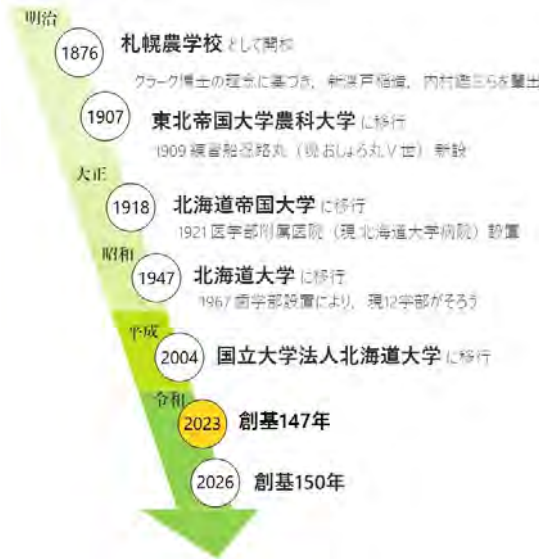 明治
1876 札幌農学校 として開校
クラーク博士の理念に基づき，新渡戸稲造，内村鑑三らを輩出
1907 東北帝国大学農科大学 に移行
1909 練習船忍路丸（現おしょろ丸Ⅴ世）新設
大正
1918 北海道帝国大学 に移行
1921 医学部附属医院（現 北海道大学病院）設置
昭和
1947 北海道大学 に移行
1967 歯学部設置により，現12学部がそろう
平成
2004 国立大学法人北海道大学 に移行
令和
2023 創基147年
2026 創基150年